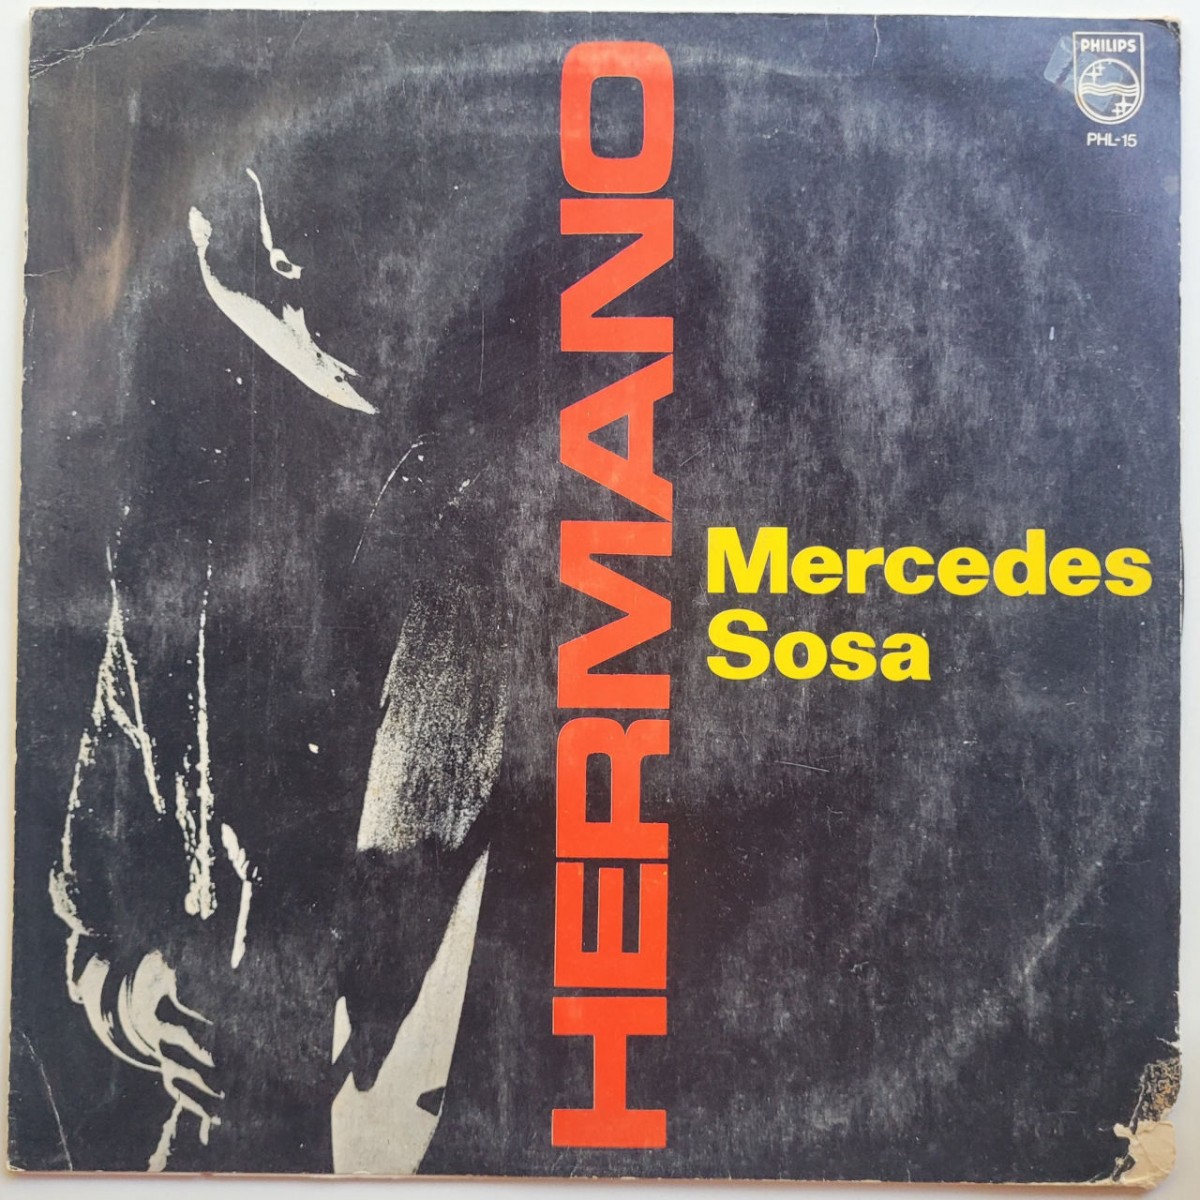 PHILIPS
PHL-15
HERMANO
Mercedes
Sosa